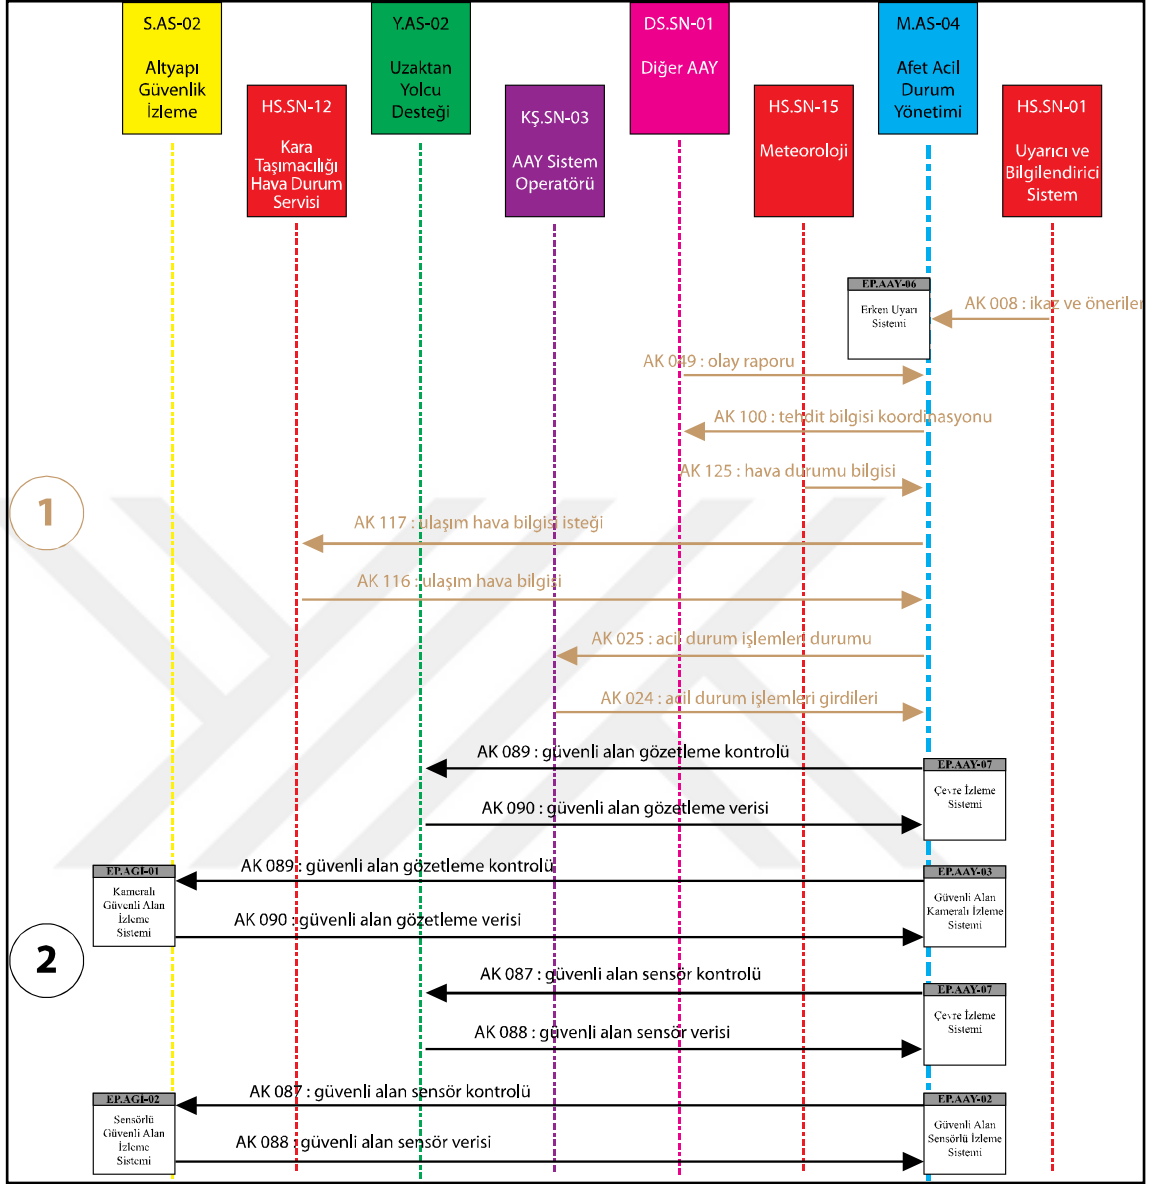 S.AS-02
Altyapı
Güvenlik
İzleme
HS.SN-12
Kara
Taşımacılığı
Hava Durum
Servisi
Y.AS-02
Uzaktan
Yolcu
Desteği
KŞ.SN-03
AAY Sistem
Operatörü
DS.SN-01
Diğer AAY
HS.SN-15
Meteoroloji
M.AS-04
Afet Acil
Durum
Yönetimi
HS.SN-01
Uyarıcı ve
Bilgilendirici
Sistem
EP.AAY-06
Erken Uyarı
Sistemi
AK 008 : ikaz ve öneriler
AK 049 : olay raporu
AK 100 : tehdit bilgisi koordinasyonu
AK 125 : hava durumu bilgisi
1
AK 117 : ulaşım hava bilgisi isteği
AK 116 : ulaşım hava bilgisi
AK 025 : acil durum işlemleri durumu
AK 024 : acil durum işlemleri girdileri
AK 089 : güvenli alan gözetleme kontrolü
EP.AAY-07
Çevre İzleme
Sistemi
AK 090 : güvenli alan gözetleme verisi
AK 089 : güvenli alan gözetleme kontrolü
EP.AGİ-01
Kameralı
Güvenli Alan
İzleme
Sistemi
EP.AAY-03
Güvenli Alan
Kameralı İzleme
Sistemi
AK 090 : güvenli alan gözetleme verisi
2
AK 087 : güvenli alan sensör kontrolü
EP.AAY-07
Çevre İzleme
Sistemi
AK 088 : güvenli alan sensör verisi
AK 087 : güvenli alan sensör kontrolü
EP.AGİ-02
Sensörlü
Güvenli Alan
İzleme
Sistemi
EP.AAY-02
Güvenli Alan
Sensörlü İzleme
Sistemi
AK 088 : güvenli alan sensör verisi